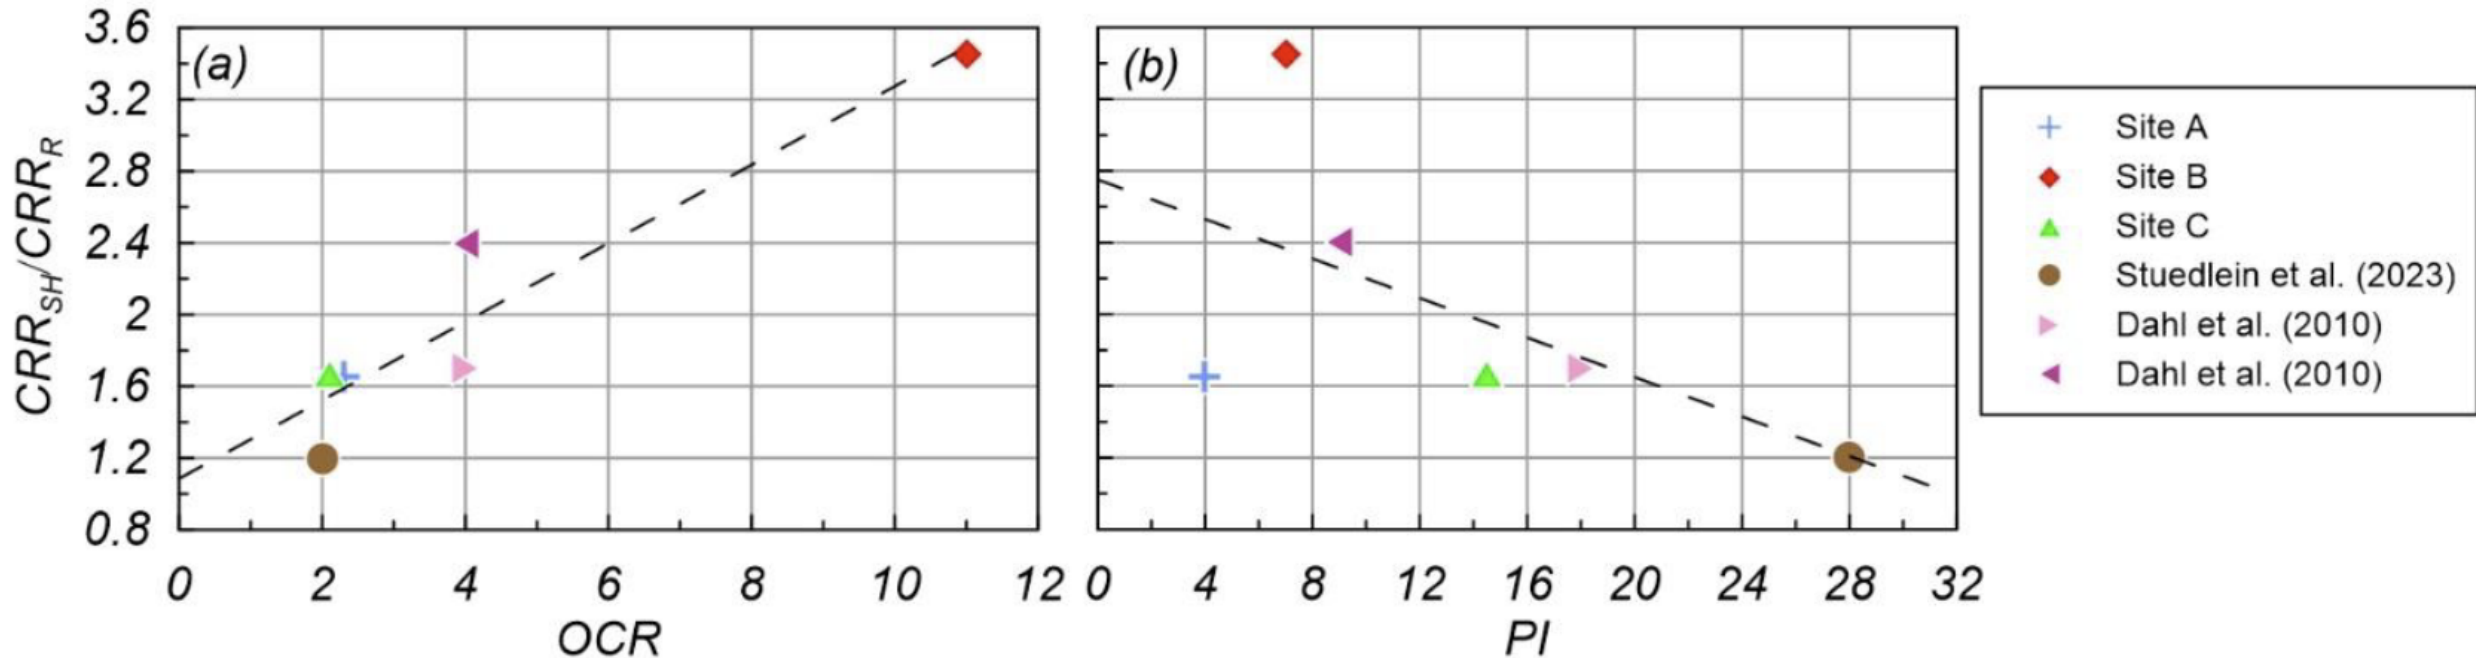 (a)
(b)
3.6
3.2
2.8
2.4
2
1.6
1.2
0.8
CRR_SH/CRR_R
0 2 4 6 8 10 12
OCR
0 4 8 12 16 20 24 28 32
PI
Site A
Site B
Site C
Stuedlein et al. (2023)
Dahl et al. (2010)
Dahl et al. (2010)